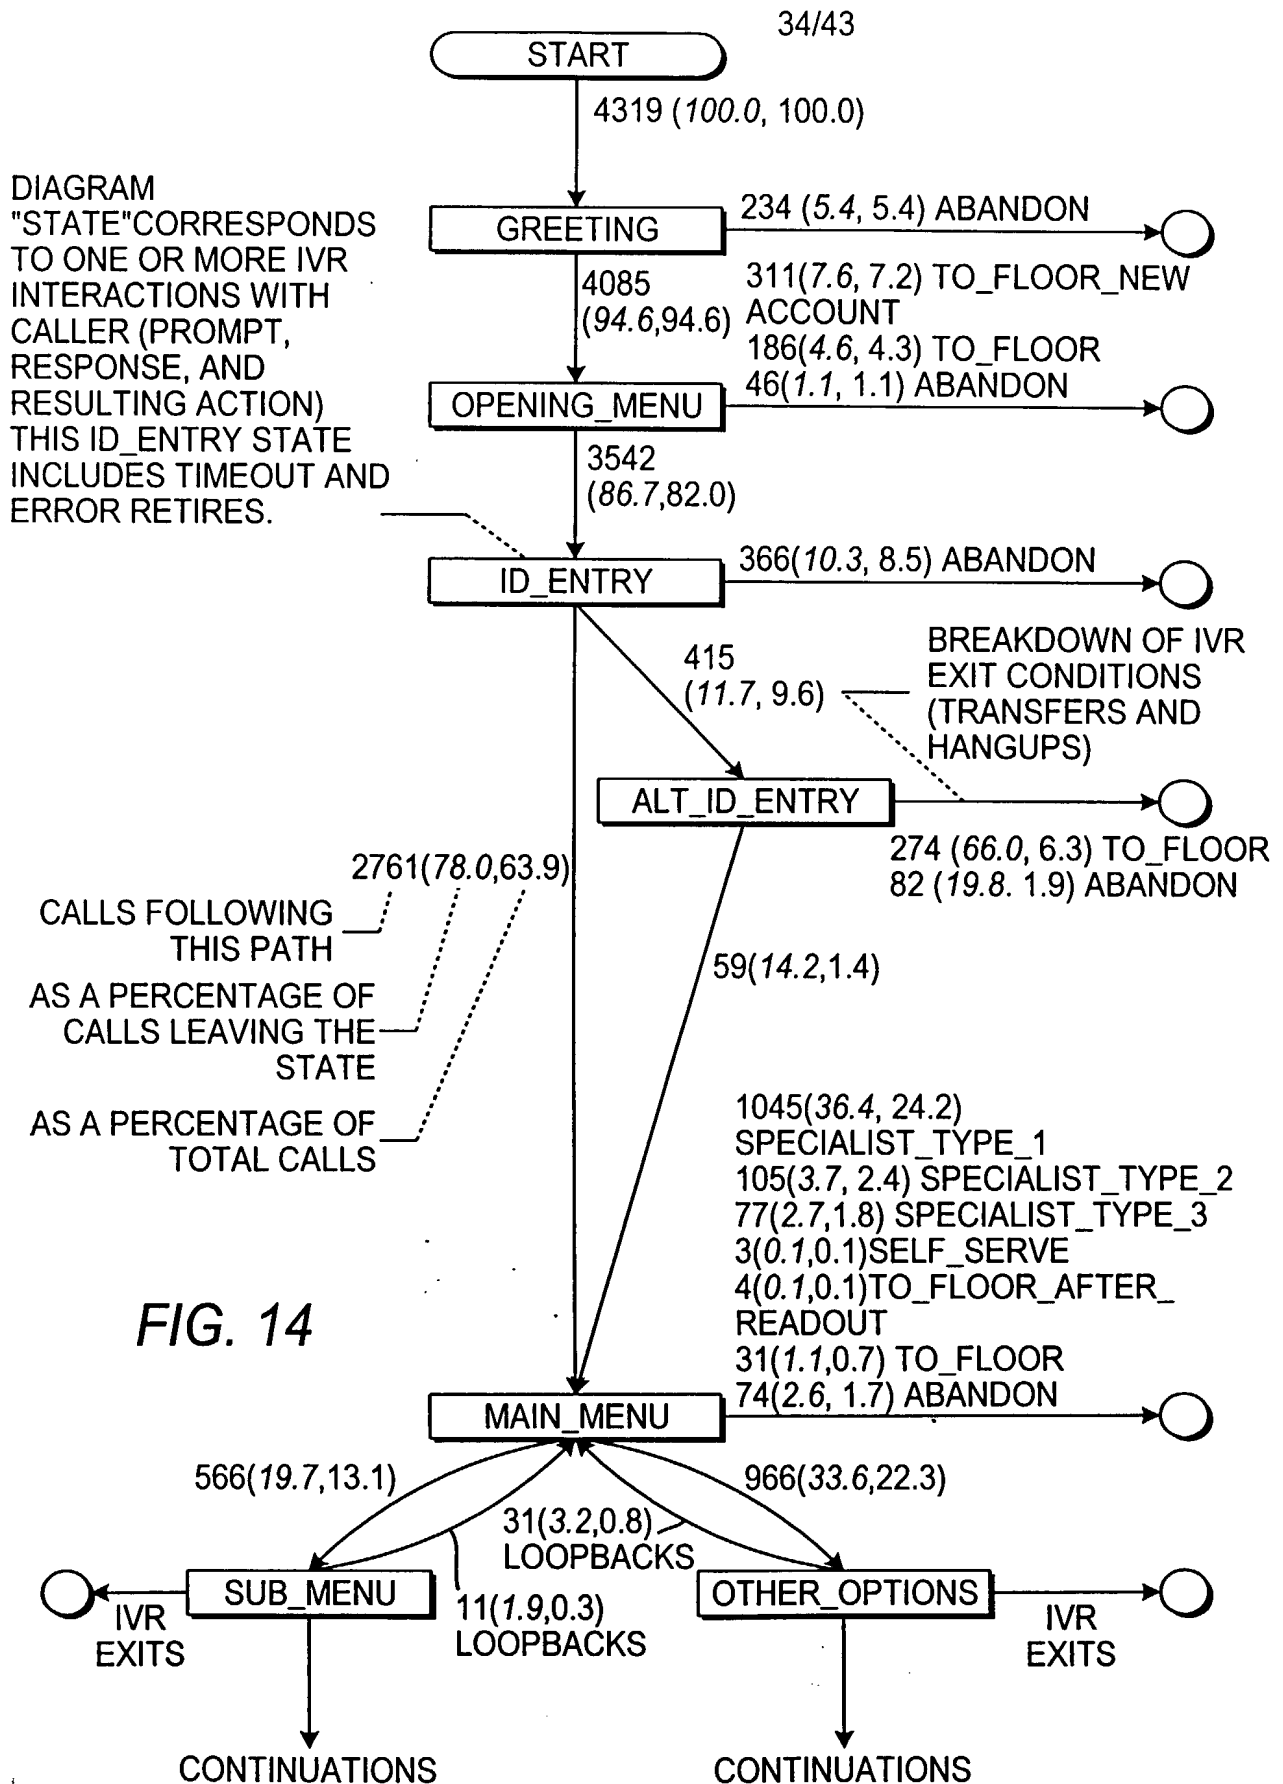 34/43
START
4319 (100.0, 100.0)
DIAGRAM
"STATE"CORRESPONDS
TO ONE OR MORE IVR
INTERACTIONS WITH
CALLER (PROMPT,
RESPONSE, AND
RESULTING ACTION)
THIS ID_ENTRY STATE
INCLUDES TIMEOUT AND
ERROR RETIRES.
GREETING
234 (5.4, 5.4) ABANDON
4085
(94.6,94.6)
311(7.6, 7.2) TO_FLOOR_NEW
ACCOUNT
186(4.6, 4.3) TO_FLOOR
46(1.1, 1.1) ABANDON
OPENING_MENU
3542
(86.7,82.0)
ID_ENTRY
366(10.3, 8.5) ABANDON
415
(11.7, 9.6)
BREAKDOWN OF IVR
EXIT CONDITIONS
(TRANSFERS AND
HANGUPS)
ALT_ID_ENTRY
274 (66.0, 6.3) TO_FLOOR
82 (19.8. 1.9) ABANDON
2761(78.0,63.9)
CALLS FOLLOWING
THIS PATH
AS A PERCENTAGE OF
CALLS LEAVING THE
STATE
AS A PERCENTAGE OF
TOTAL CALLS
59(14.2,1.4)
1045(36.4, 24.2)
SPECIALIST_TYPE_1
105(3.7, 2.4) SPECIALIST_TYPE_2
77(2.7,1.8) SPECIALIST_TYPE_3
3(0.1,0.1)SELF_SERVE
4(0.1,0.1)TO_FLOOR_AFTER_
READOUT
31(1.1,0.7) TO_FLOOR
74(2.6, 1.7) ABANDON
FIG. 14
MAIN_MENU
566(19.7,13.1)
966(33.6,22.3)
31(3.2,0.8)
LOOPBACKS
SUB_MENU
11(1.9,0.3)
LOOPBACKS
OTHER_OPTIONS
IVR
EXITS
IVR
EXITS
CONTINUATIONS
CONTINUATIONS